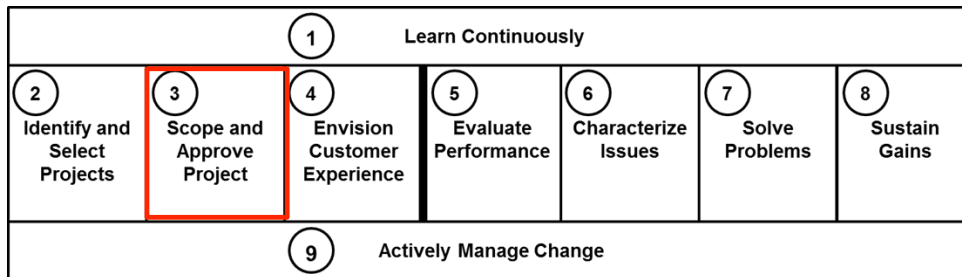 1 Learn Continuously
2 3 4 5 6 7 8
Identify and Scope and Envision Evaluate Characterize Solve Sustain
Select Approve Customer Performance Issues Problems Gains
Projects Project Experience
9 Actively Manage Change